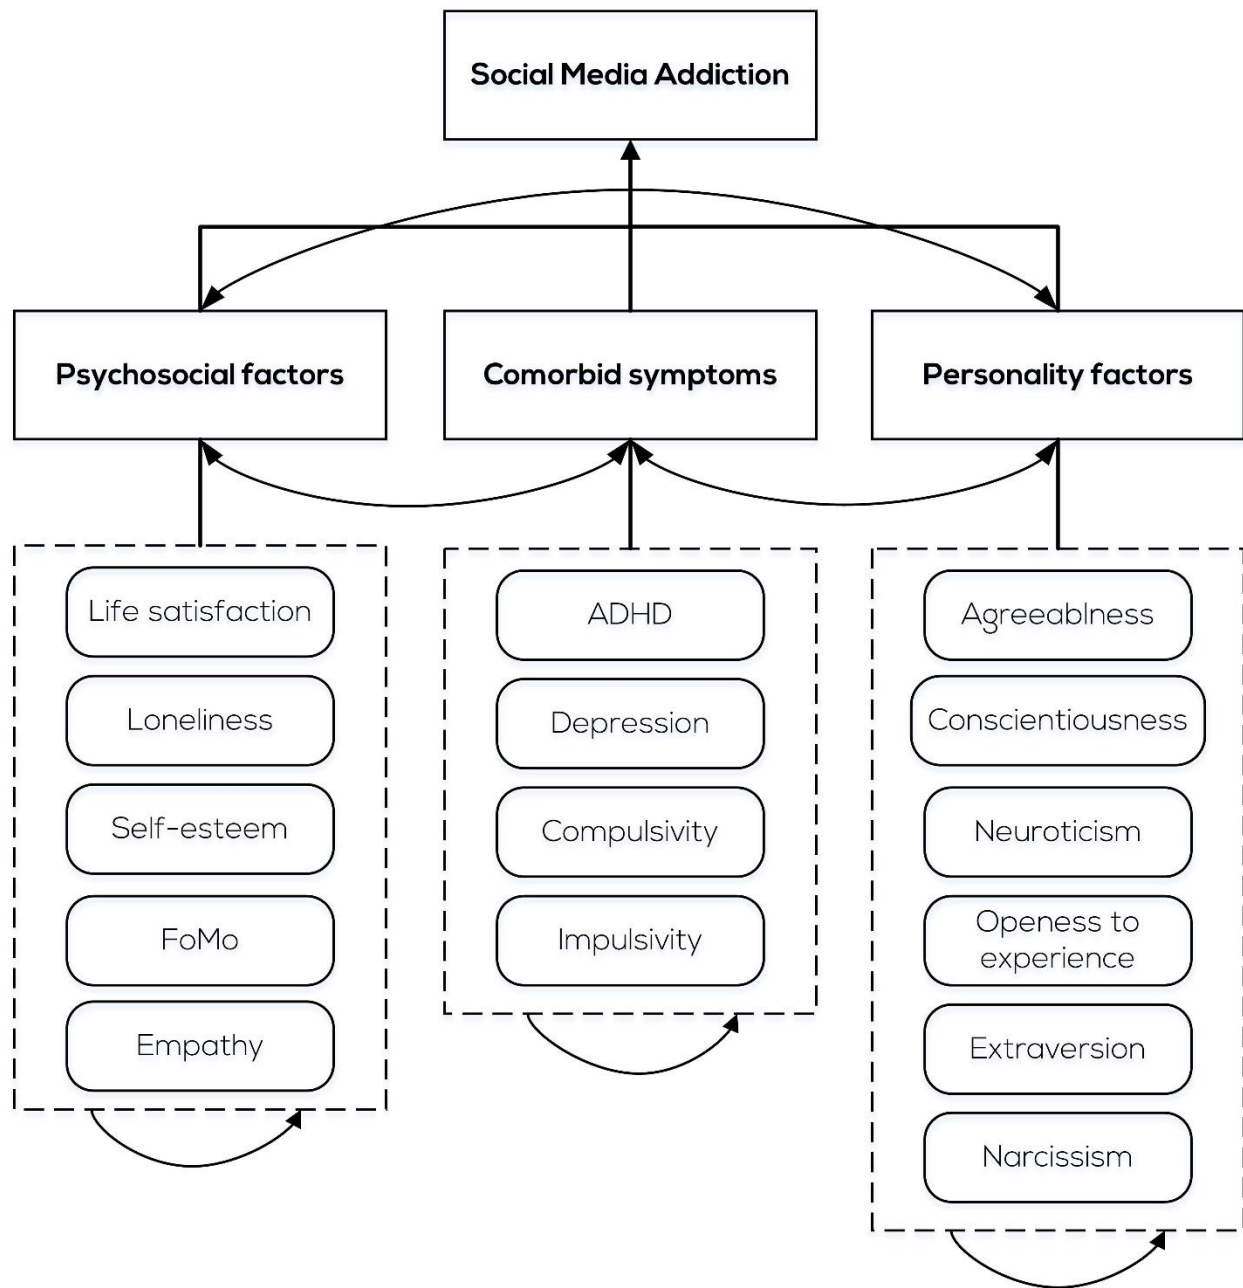 Social Media Addiction
Psychosocial factors
Comorbid symptoms
Personality factors
Life satisfaction
Loneliness
Self-esteem
FoMo
Empathy
ADHD
Depression
Compulsivity
Impulsivity
Agreeablness
Conscientiousness
Neuroticism
Openess to
experience
Extraversion
Narcissism